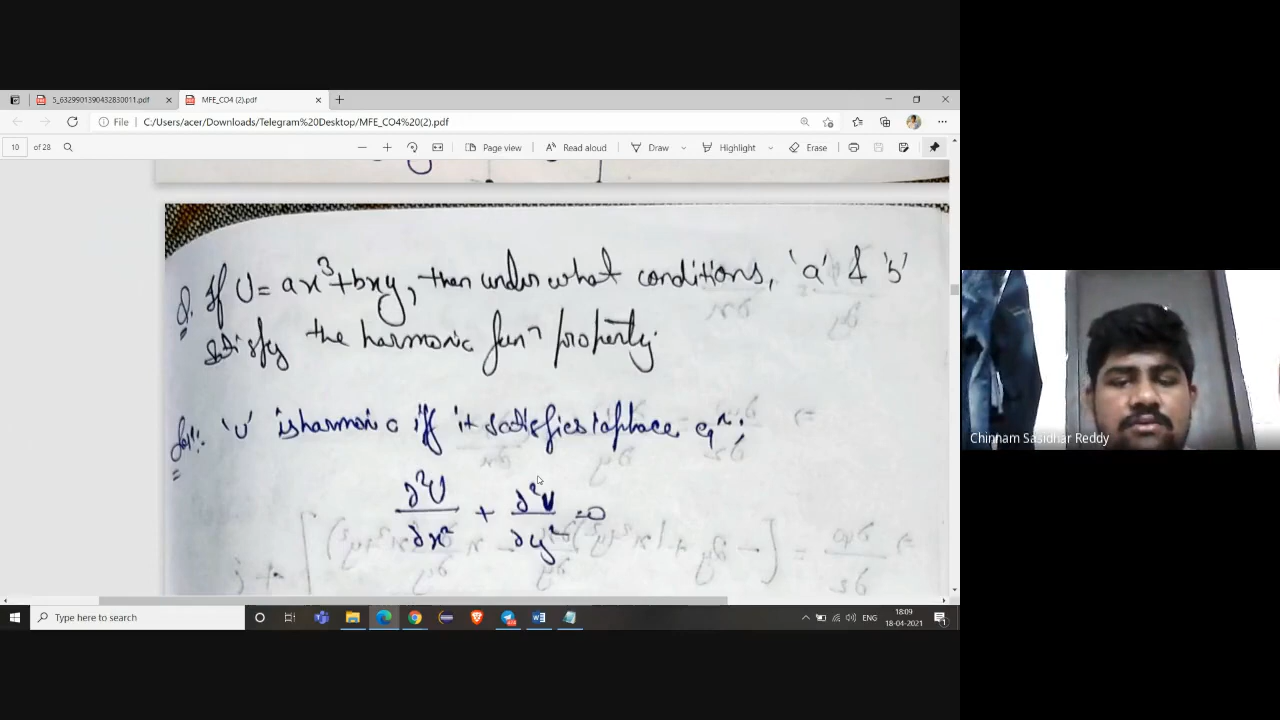 5_6329901390432830011.pdf
MFE_CO4 (2).pdf
File
C:/Users/acer/Downloads/Telegram%20Desktop/MFE_CO4%20(2).pdf
10 of 28
Page view
Read aloud
Draw
Highlight
Erase
Q. If U = ax³+bxy, then under what conditions, 'a' & 'b'
satisfy the harmonic fun property.
Sol: 'U' is harmonic iff it satisfies laplace eqn:
∂²U/∂x² + ∂²U/∂y² =0
Chinnam Sasidhar Reddy
Type here to search
ENG
18:09
18-04-2021